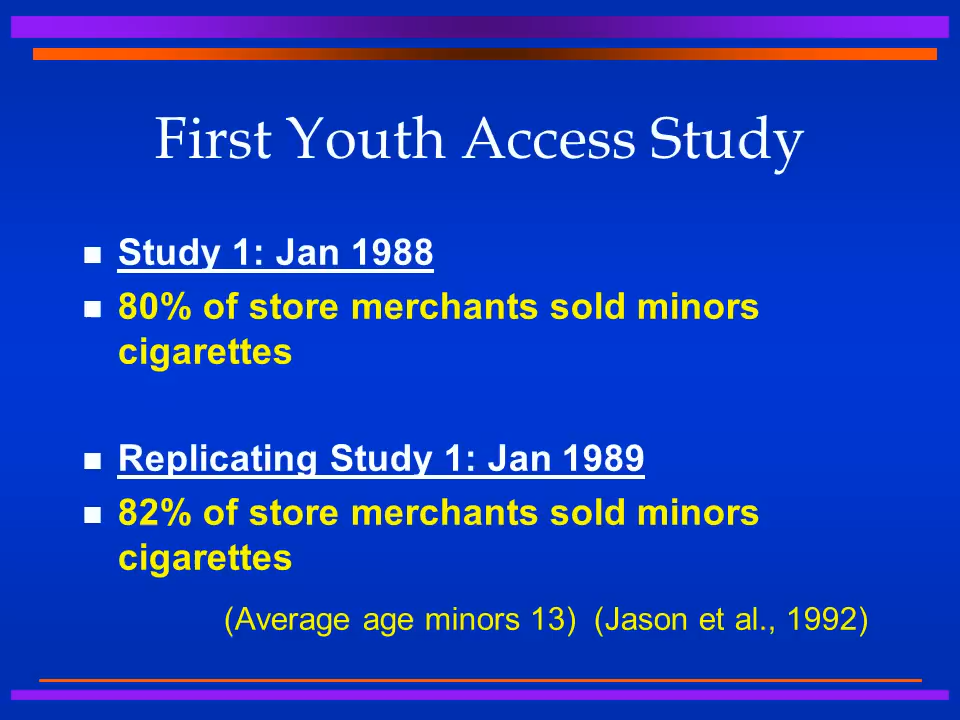 First Youth Access Study
Study 1: Jan 1988
80% of store merchants sold minors
cigarettes
Replicating Study 1: Jan 1989
82% of store merchants sold minors
cigarettes
(Average age minors 13) (Jason et al., 1992)